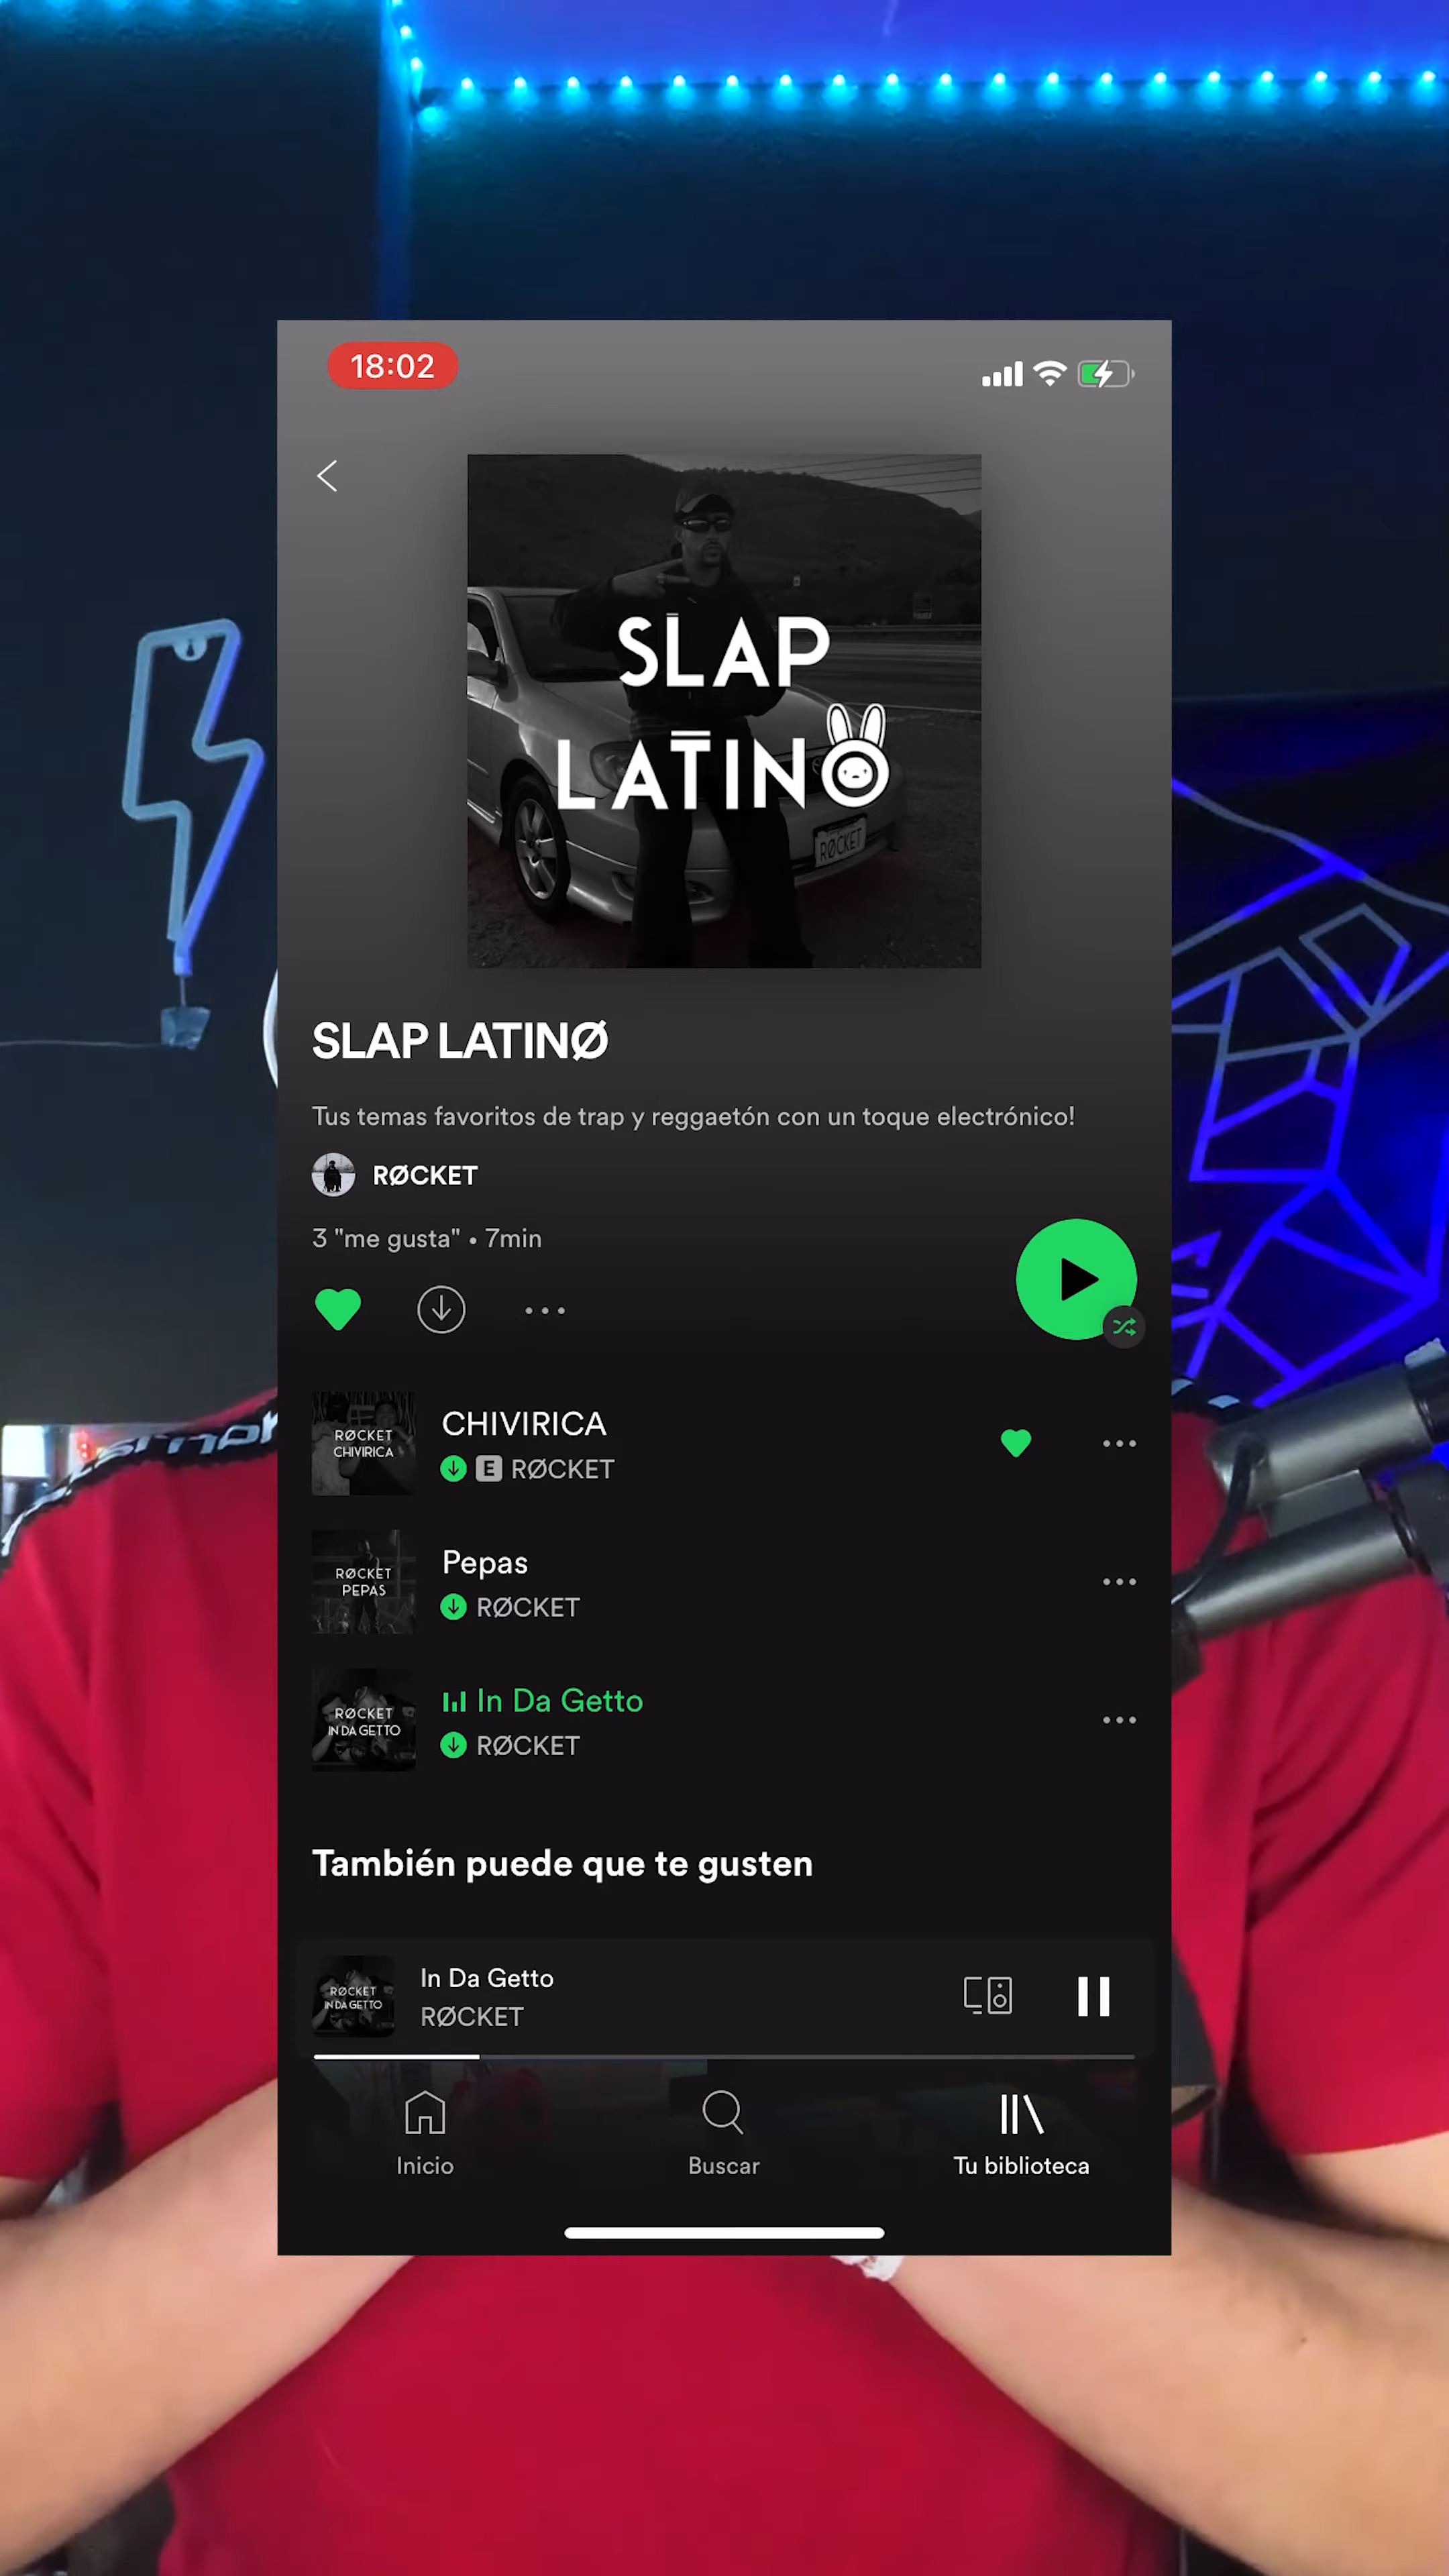 18:02
SLAP
LATINO
RØCKET
SLAP LATINØ
Tus temas favoritos de trap y reggaetón con un toque electrónico!
RØCKET
3 "me gusta" • 7min
RØCKET
CHIVIRICA
CHIVIRICA
E RØCKET
RØCKET
PEPAS
Pepas
RØCKET
RØCKET
IN DA GETTO
In Da Getto
RØCKET
También puede que te gusten
RØCKET
IN DA GETTO
In Da Getto
RØCKET
Inicio
Buscar
Tu biblioteca